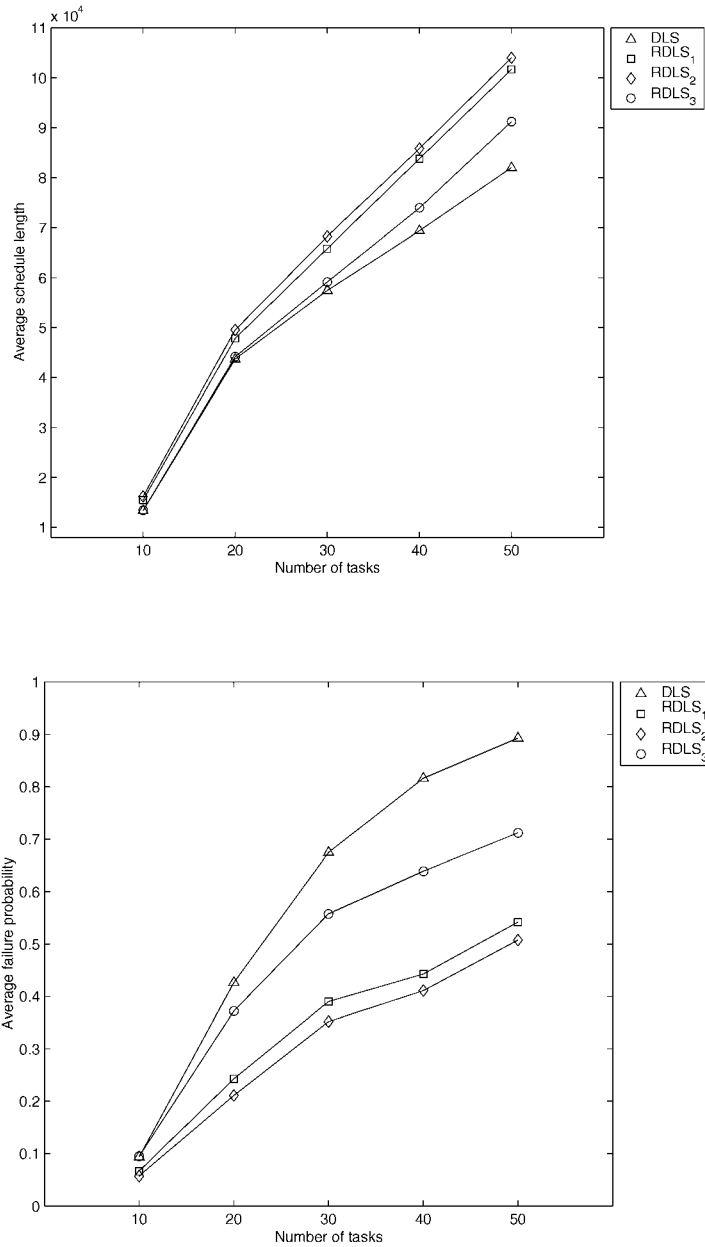 x 10⁴
11
10
9
8
7
6
5
4
3
2
1
10 20 30 40 50
Number of tasks
Average schedule length
DLS
RDLS₁
RDLS₂
RDLS₃
1
0.9
0.8
0.7
0.6
0.5
0.4
0.3
0.2
0.1
0
10 20 30 40 50
Number of tasks
Average failure probability
DLS
RDLS₁
RDLS₂
RDLS₃